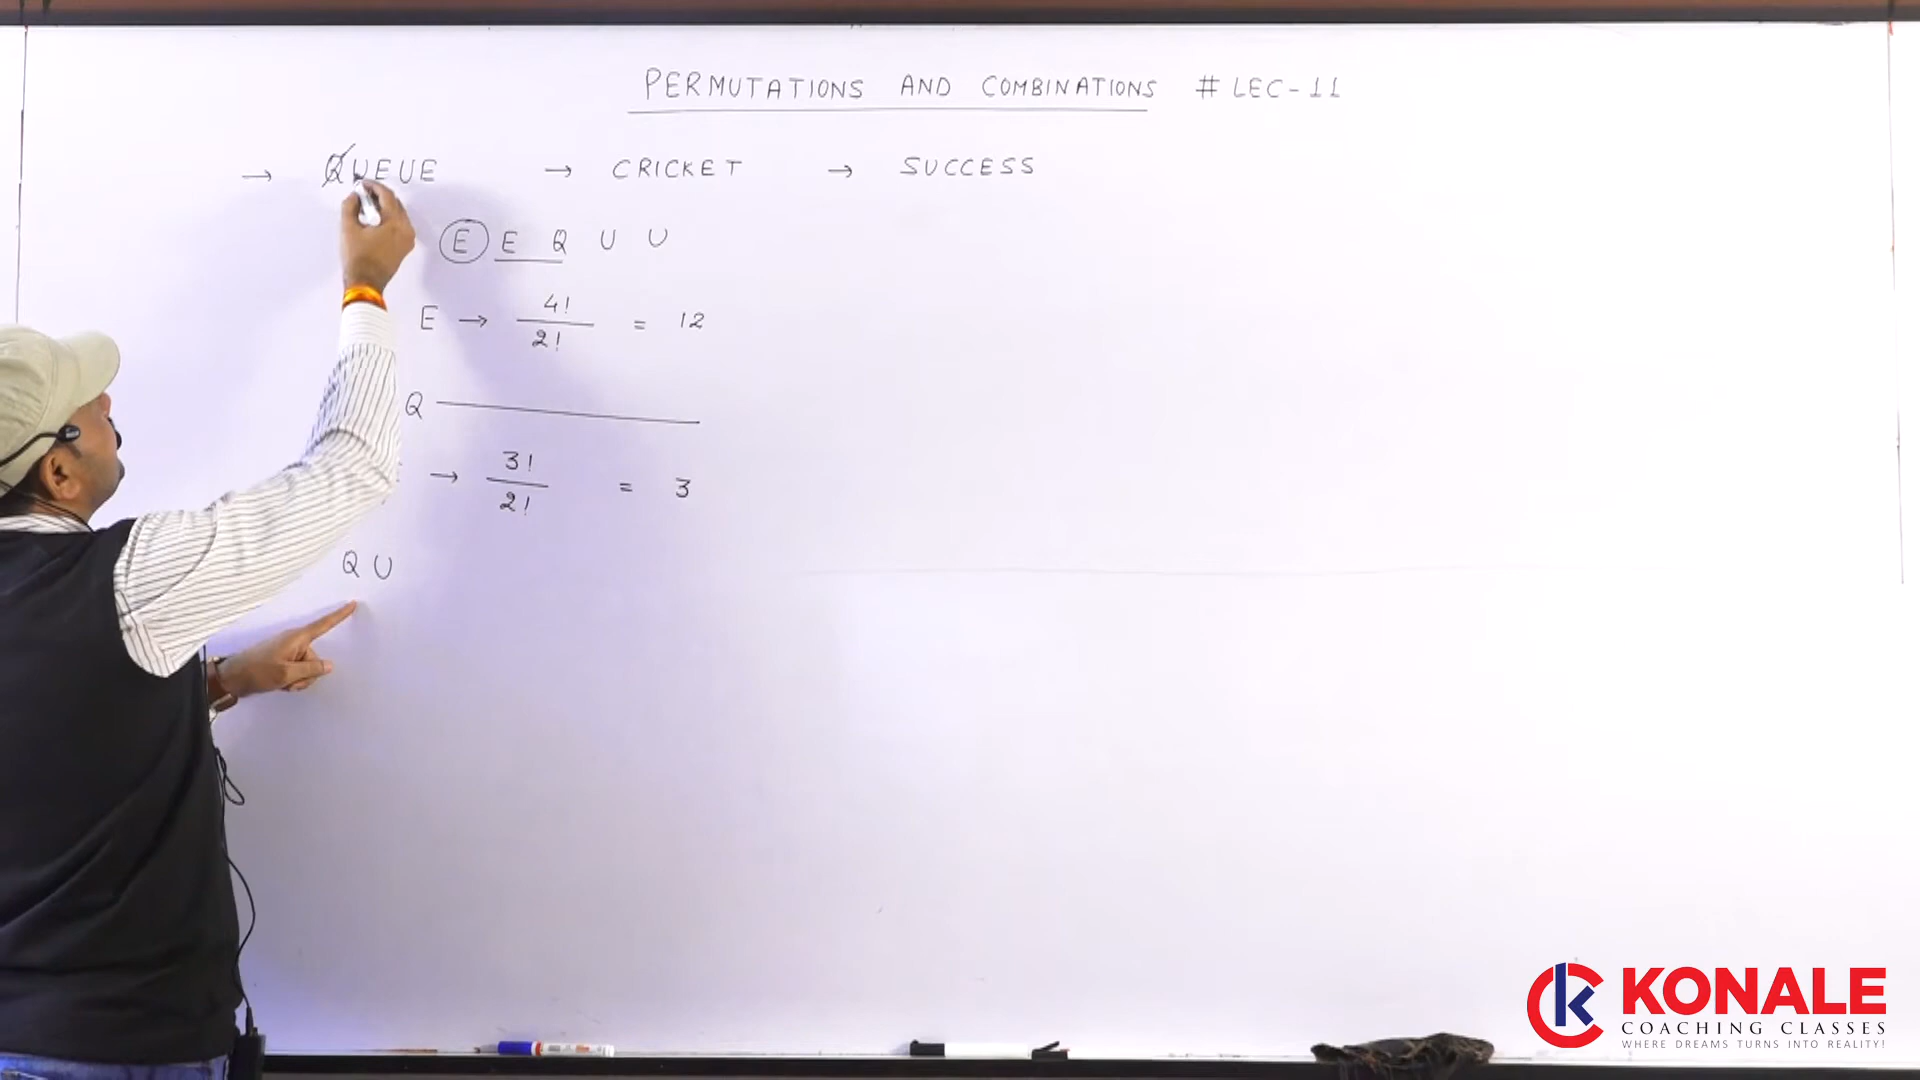 PERMUTATIONS AND COMBINATIONS # LEC-11
→ QUEUE → CRICKET → SUCCESS
E E Q U U
E → 4!/2! = 12
Q
→ 3!/2! = 3
Q U
KONALE
COACHING CLASSES
WHERE DREAMS TURNS INTO REALITY!